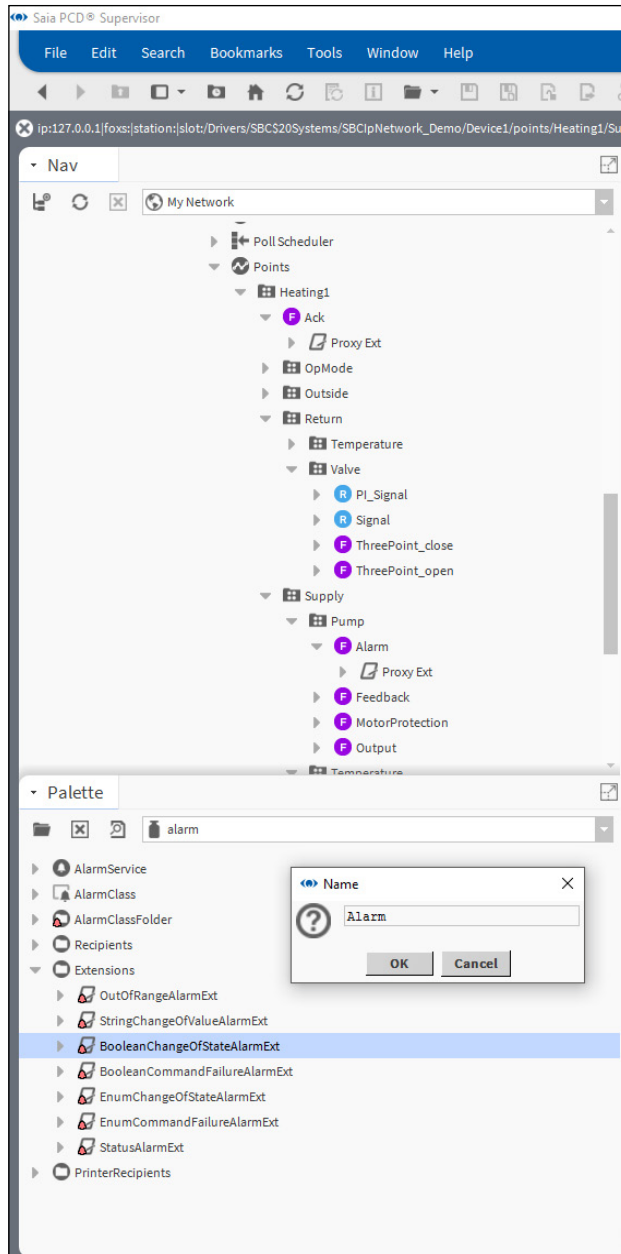 Saia PCD® Supervisor
File Edit Search Bookmarks Tools Window Help
ip:127.0.0.1|foxs:|station:|slot:/Drivers/SBC$20Systems/SBCIpNetwork_Demo/Device1/points/Heating1/Su
Nav
My Network
Poll Scheduler
Points
Heating1
F Ack
Proxy Ext
OpMode
Outside
Return
Temperature
Valve
R PI_Signal
R Signal
F ThreePoint_close
F ThreePoint_open
Supply
Pump
F Alarm
Proxy Ext
F Feedback
F MotorProtection
F Output
Temperature
Palette
alarm
AlarmService
AlarmClass
AlarmClassFolder
Recipients
Extensions
OutOfRangeAlarmExt
StringChangeOfValueAlarmExt
BooleanChangeOfStateAlarmExt
BooleanCommandFailureAlarmExt
EnumChangeOfStateAlarmExt
EnumCommandFailureAlarmExt
StatusAlarmExt
PrinterRecipients
Name
Alarm
OK Cancel